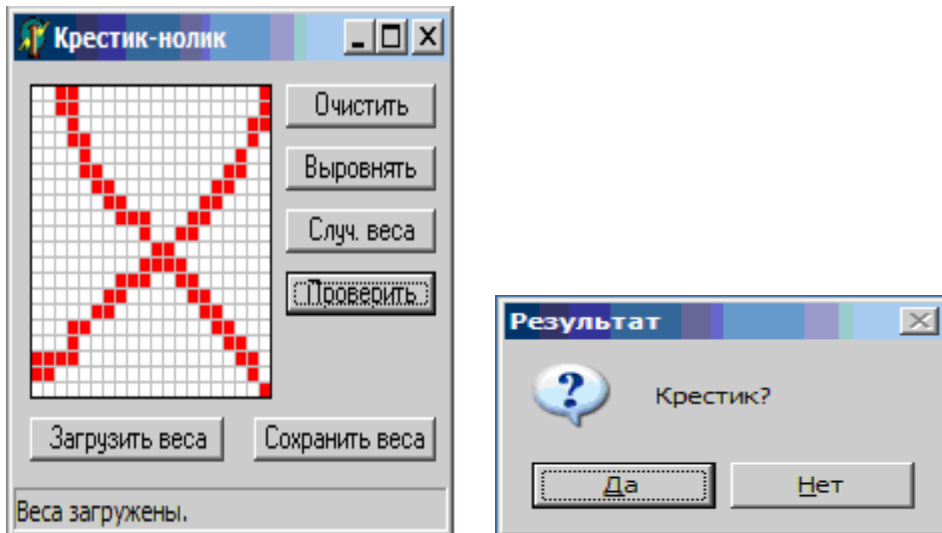 Крестик-нолик
Очистить
Выровнять
Случ. веса
Проверить
Загрузить веса
Сохранить веса
Веса загружены.
Результат
Крестик?
Да
Нет